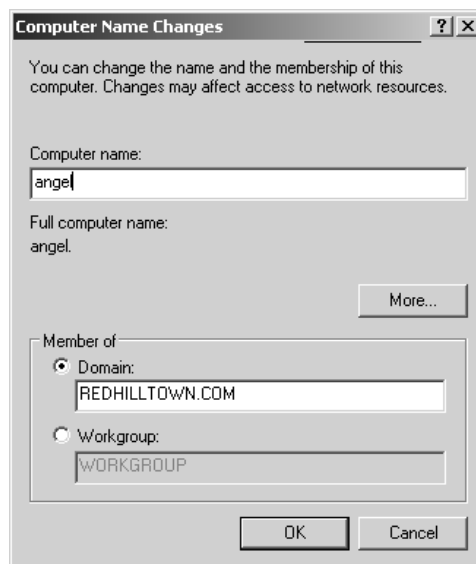 Computer Name Changes
You can change the name and the membership of this
computer. Changes may affect access to network resources.
Computer name:
angel
Full computer name:
angel.
More...
Member of
Domain:
REDHILLTOWN.COM
Workgroup:
WORKGROUP
OK Cancel